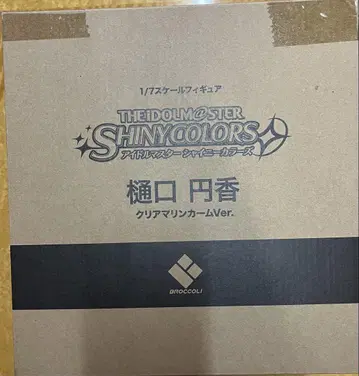 1/7スケールフィギュア
THE iDOLM@STER
SHINYCOLORS
アイドルマスター シャイニーカラーズ
樋口 円香
クリアマリンカームVer.
BROCCOLI